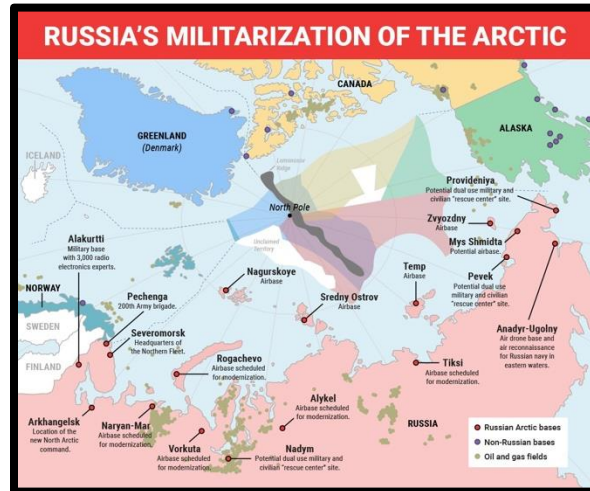 RUSSIA'S MILITARIZATION OF THE ARCTIC
CANADA
GREENLAND
(Denmark)
ALASKA
ICELAND
Lomonosov
Ridge
North Pole
Unclaimed
Territory
Provideniya
Potential dual use military and
civilian "rescue center" site.
Zvyozdny
Airbase
Mys Shmidta
Potential airbase.
Pevek
Potential dual use
military and civilian
"rescue center" site.
Anadyr-Ugolny
Air drone base and
air reconnaissance
for Russian navy in
eastern waters.
Alakurtti
Military base
with 3,000 radio
electronics experts.
NORWAY
SWEDEN
FINLAND
Pechenga
200th Army brigade.
Severomorsk
Headquarters of
the Nogthern Fleet.
Nagurskoye
Airbase
Sredny Ostrov
Airbase
Temp
Airbase
Rogachevo
Airbase scheduled
for modernization.
Tiksi
Airbase scheduled
for modernization.
Alykel
Airbase scheduled
for modernization.
Arkhangelsk
Location of the
new North Arctic
command.
Naryan-Mar
Airbase scheduled
for modernization.
Vorkuta
Airbase scheduled
for modernization.
Nadym
Potential dual use military and
civilian "rescue center" site.
RUSSIA
Russian Arctic bases
Non-Russian bases
Oil and gas fields